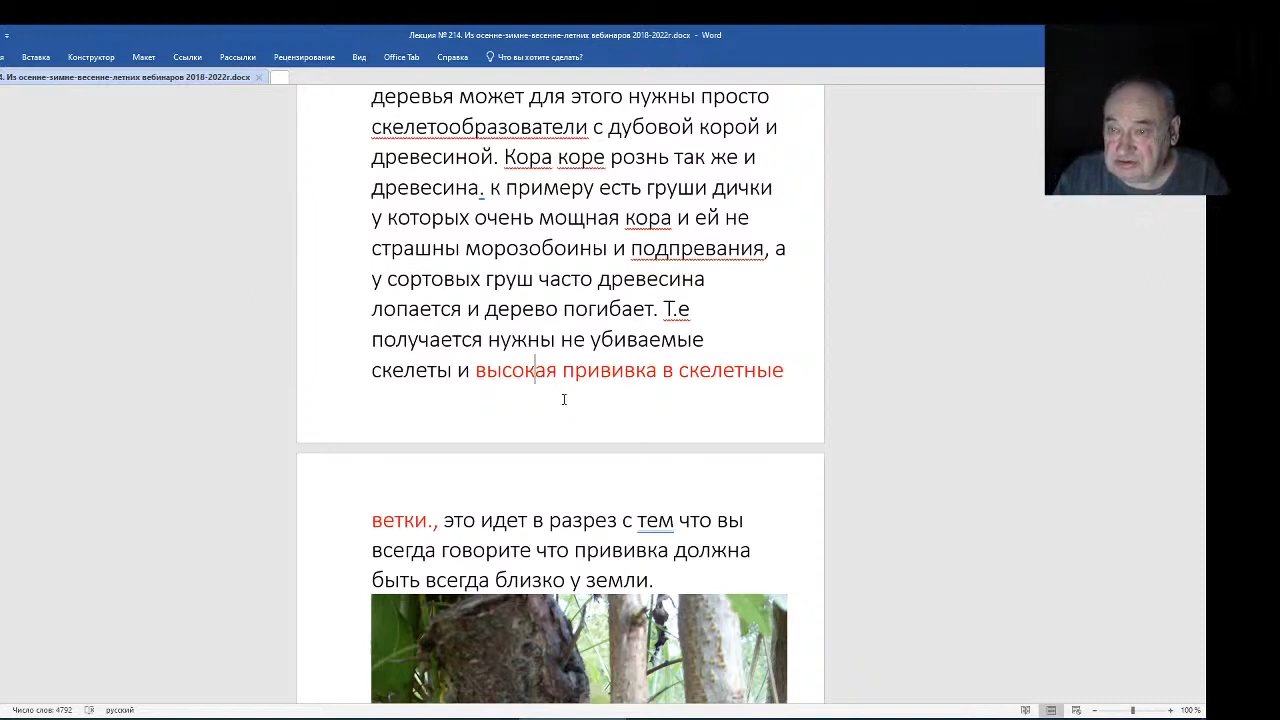 Лекция № 214. Из осенне-зимне-весенне-летних вебинаров 2018-2022г.docx - Word
Вставка Конструктор Макет Ссылки Рассылки Рецензирование Вид Office Tab Справка Что вы хотите сделать?
4. Из осенне-зимне-весенне-летних вебинаров 2018-2022г.docx
деревья может для этого нужны просто
скелетообразователи с дубовой корой и
древесиной. Кора коре рознь так же и
древесина. к примеру есть груши дички
у которых очень мощная кора и ей не
страшны морозобоины и подпревания, а
у сортовых груш часто древесина
лопается и дерево погибает. Т.е
получается нужны не убиваемые
скелеты и высокая прививка в скелетные
ветки., это идет в разрез с тем что вы
всегда говорите что прививка должна
быть всегда близко у земли.
Число слов: 4792 русский 100 %